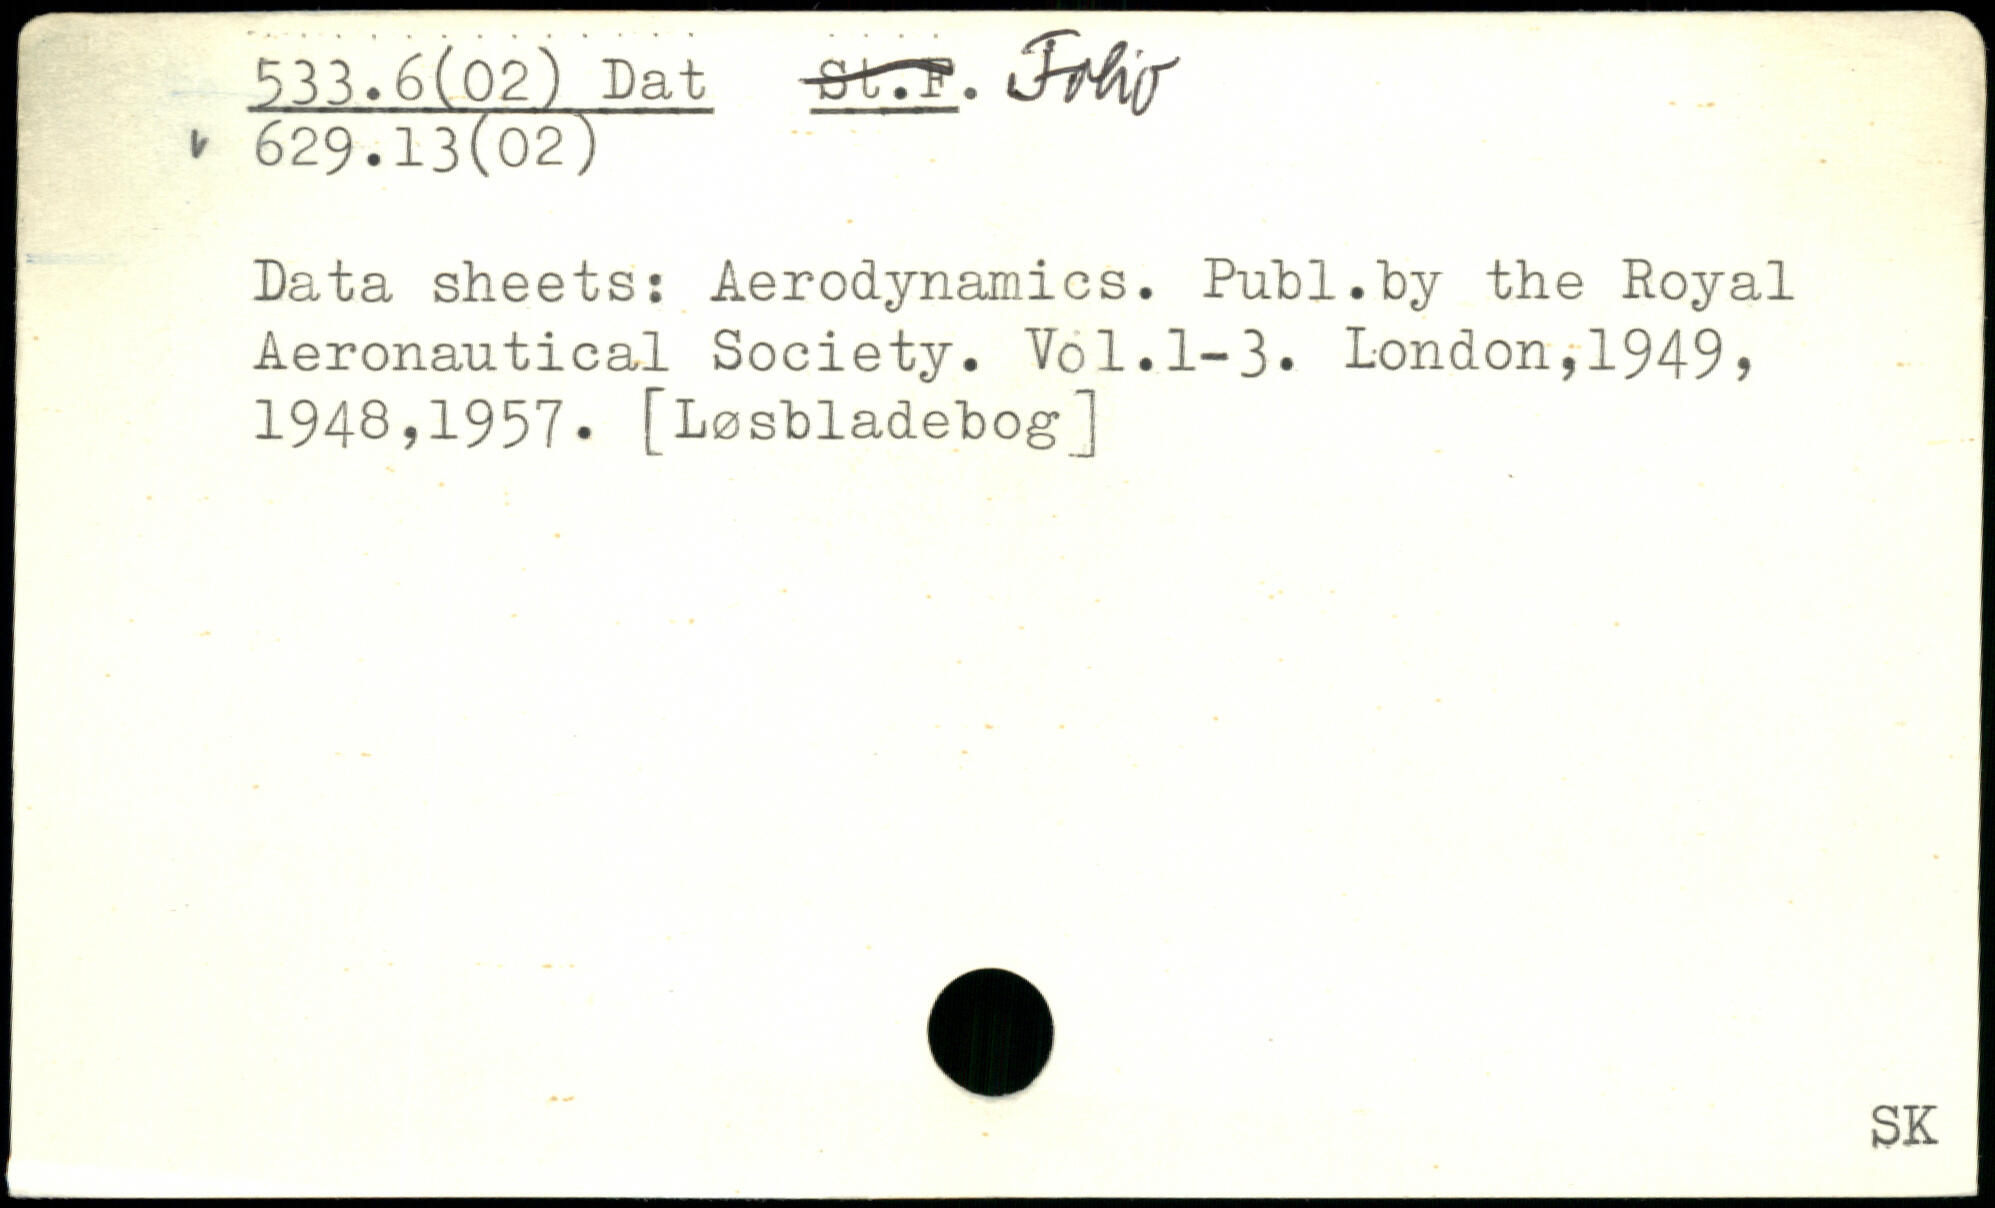 533.6(02) Dat St.F. Folio
v 629.13(02)
Data sheets: Aerodynamics. Publ.by the Royal
Aeronautical Society. Vol.1-3. London,1949,
1948,1957. [Løsbladebog]
SK